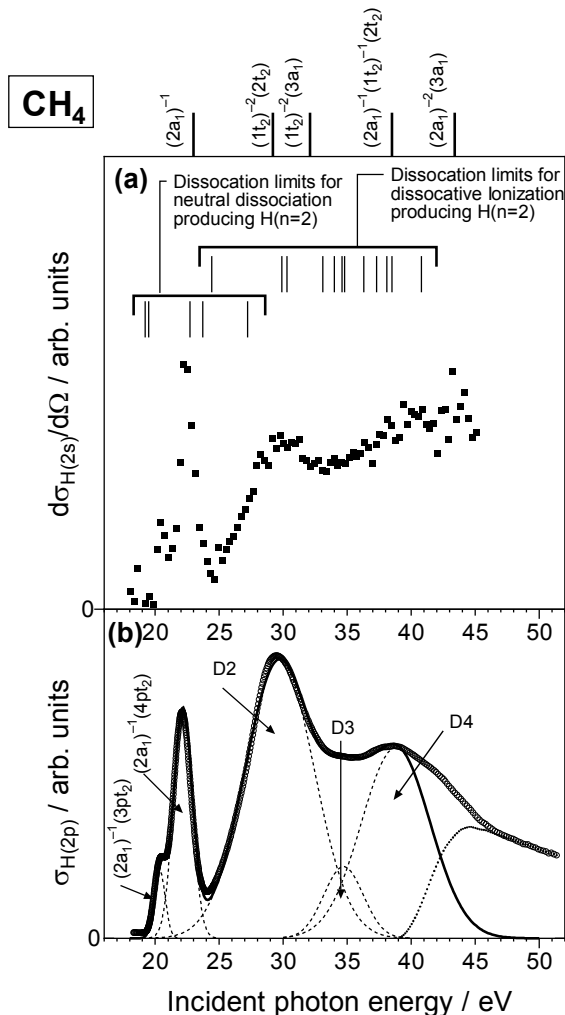 CH₄
(2a₁)⁻¹
(1t₂)⁻²(2t₂)
(1t₂)⁻²(3a₁)
(2a₁)⁻¹(1t₂)⁻¹(2t₂)
(2a₁)⁻²(3a₁)
(a)
Dissocation limits for
neutral dissociation
producing H(n=2)
Dissocation limits for
dissocative Ionization
producing H(n=2)
dσH(2s)/dΩ / arb. units
0
20 25 30 35 40 45 50
(b)
(2a₁)⁻¹(3pt₂)
(2a₁)⁻¹(4pt₂)
D2
D3
D4
σH(2p) / arb. units
0
20 25 30 35 40 45 50
Incident photon energy / eV